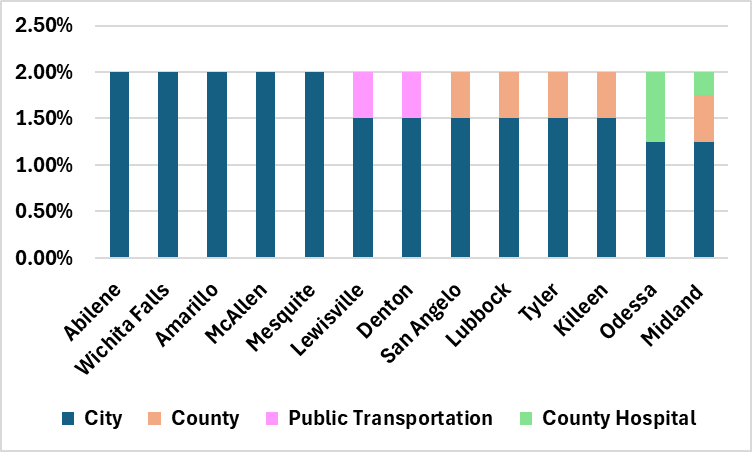 2.50%
2.00%
1.50%
1.00%
0.50%
0.00%
Abilene
Wichita Falls
Amarillo
McAllen
Mesquite
Lewisville
Denton
San Angelo
Lubbock
Tyler
Killeen
Odessa
Midland
City County Public Transportation County Hospital